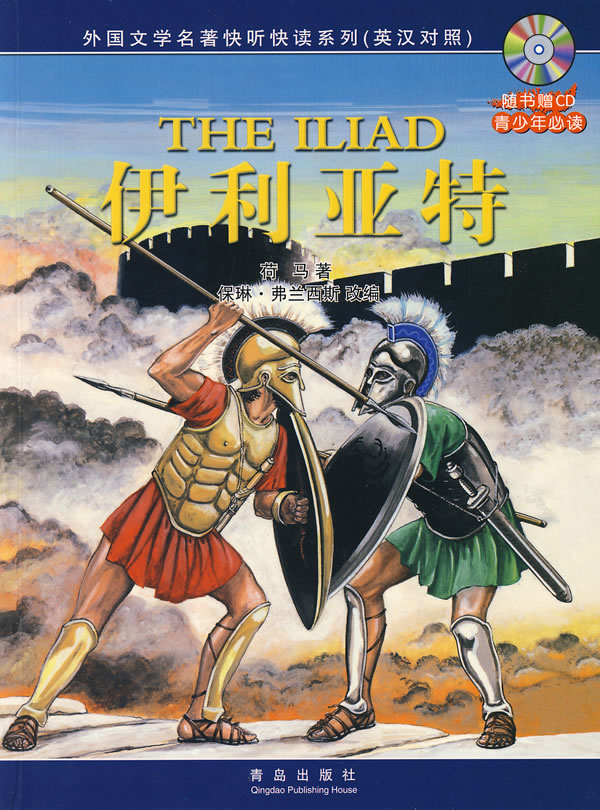 外国文学名著快听快读系列(英汉对照)
随书赠CD
青少年必读
THE ILIAD
伊利亚特
荷马著
保琳·弗兰西斯 改编
青岛出版社
Qingdao Publishing House